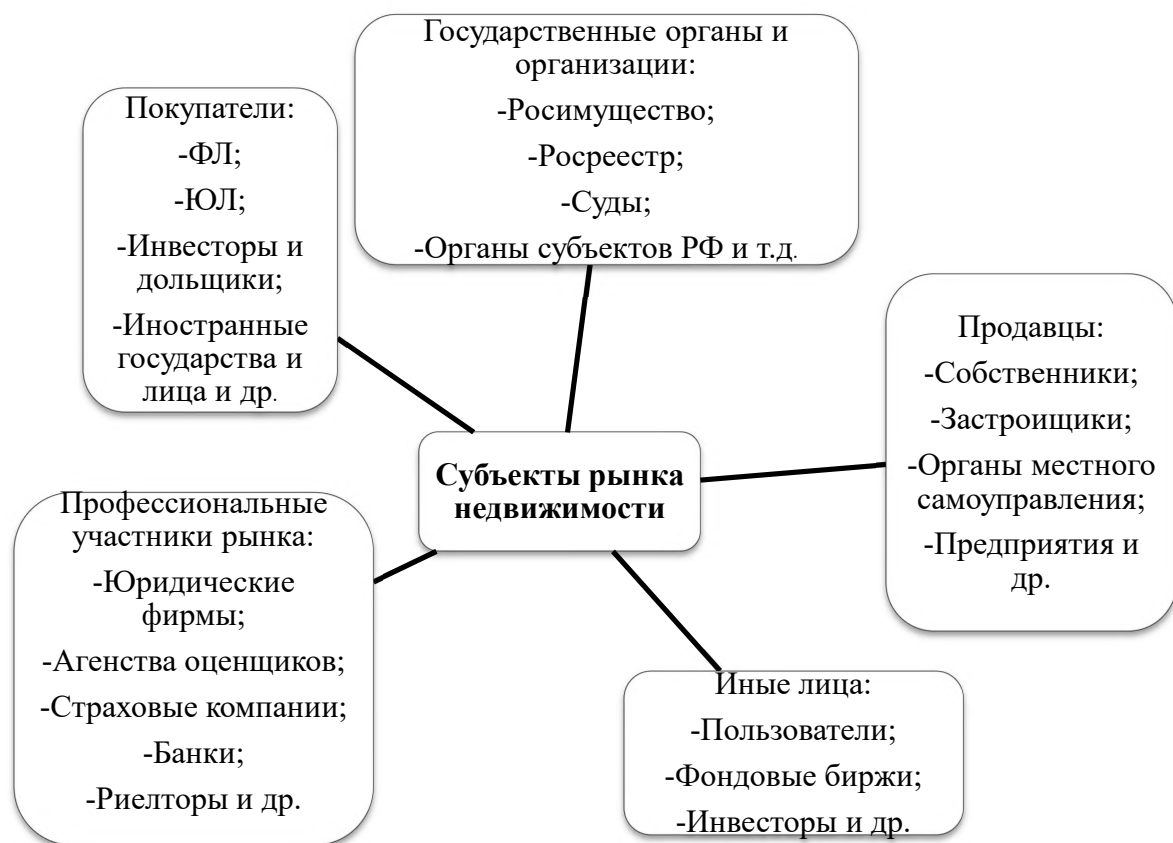 Государственные органы и
организации:
-Росимущество;
-Росреестр;
-Суды;
-Органы субъектов РФ и т.д.
Покупатели:
-ФЛ;
-ЮЛ;
-Инвесторы и
дольщики;
-Иностранные
государства и
лица и др.
Продавцы:
-Собственники;
-Застроищики;
-Органы местного
самоуправления;
-Предприятия и
др.
Субъекты рынка
недвижимости
Профессиональные
участники рынка:
-Юридические
фирмы;
-Агенства оценщиков;
-Страховые компании;
-Банки;
-Риелторы и др.
Иные лица:
-Пользователи;
-Фондовые биржи;
-Инвесторы и др.